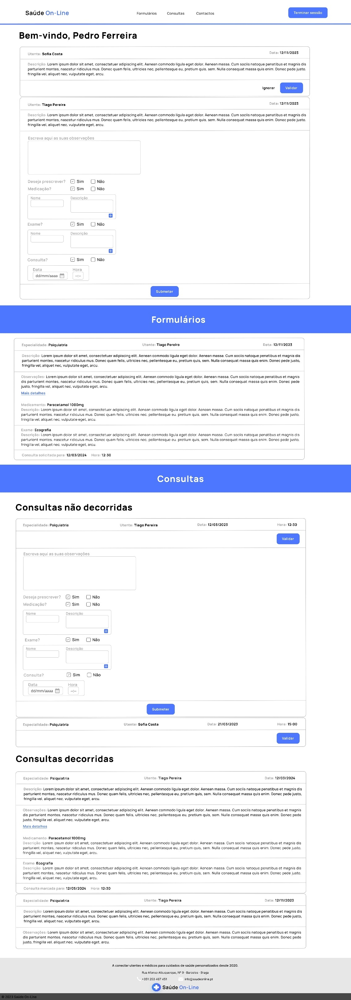 Saúde On-Line
Formulários Consultas Contactos
Terminar sessão
Bem-vindo, Pedro Ferreira
Utente: Sofia Costa Data: 12/11/2023
Descrição: Lorem ipsum dolor sit amet, consectetuer adipiscing elit. Aenean commodo ligula eget dolor. Aenean massa. Cum sociis natoque penatibus et magnis dis
parturient montes, nascetur ridiculus mus. Donec quam felis, ultricies nec, pellentesque eu, pretium quis, sem. Nulla consequat massa quis enim. Donec pede justo,
fringilla vel, aliquet nec, vulputate eget, arcu.
Ignorar Validar
Utente: Tiago Pereira Data: 12/11/2023
Descrição: Lorem ipsum dolor sit amet, consectetuer adipiscing elit. Aenean commodo ligula eget dolor. Aenean massa. Cum sociis natoque penatibus et magnis dis
parturient montes, nascetur ridiculus mus. Donec quam felis, ultricies nec, pellentesque eu, pretium quis, sem. Nulla consequat massa quis enim. Donec pede justo,
fringilla vel, aliquet nec, vulputate eget, arcu.
Escreva aqui as suas observações
Deseja prescrever? Sim Não
Medicação? Sim Não
Nome Descrição
Exame? Sim Não
Nome Descrição
Consulta? Sim Não
Data Hora
dd/mm/aaaa --:--
Submeter
Formulários
Especialidade: Psiquiatria Utente: Tiago Pereira Data: 12/11/2023
Descrição: Lorem ipsum dolor sit amet, consectetuer adipiscing elit. Aenean commodo ligula eget dolor. Aenean massa. Cum sociis natoque penatibus et magnis dis
parturient montes, nascetur ridiculus mus. Donec quam felis, ultricies nec, pellentesque eu, pretium quis, sem. Nulla consequat massa quis enim. Donec pede justo,
fringilla vel, aliquet nec, vulputate eget, arcu.
Observações: Lorem ipsum dolor sit amet, consectetuer adipiscing elit. Aenean commodo ligula eget dolor. Aenean massa. Cum sociis natoque penatibus et magnis
dis parturient montes, nascetur ridiculus mus. Donec quam felis, ultricies nec, pellentesque eu, pretium quis, sem. Nulla consequat massa quis enim. Donec pede
justo, fringilla vel, aliquet nec, vulputate eget, arcu.
Mais detalhes
Medicamento: Paracetamol 1000mg
Descrição: Lorem ipsum dolor sit amet, consectetuer adipiscing elit. Aenean commodo ligula eget dolor. Aenean massa. Cum sociis natoque penatibus et magnis dis
parturient montes, nascetur ridiculus mus. Donec quam felis, ultricies nec, pellentesque eu, pretium quis, sem. Nulla consequat massa quis enim. Donec pede justo,
fringilla vel, aliquet nec, vulputate eget, arcu.
Exame: Ecografia
Descrição: Lorem ipsum dolor sit amet, consectetuer adipiscing elit. Aenean commodo ligula eget dolor. Aenean massa. Cum sociis natoque penatibus et magnis dis
parturient montes, nascetur ridiculus mus. Donec quam felis, ultricies nec, pellentesque eu, pretium quis, sem. Nulla consequat massa quis enim. Donec pede justo,
fringilla vel, aliquet nec, vulputate eget, arcu.
Consulta solicitada para: 12/03/2024 Hora: 12:30
Consultas
Consultas não decorridas
Especialidade: Psiquiatria Utente: Tiago Pereira Data: 12/03/2023 Hora: 12:30
Validar
Escreva aqui as suas observações
Deseja prescrever? Sim Não
Medicação? Sim Não
Nome Descrição
Exame? Sim Não
Nome Descrição
Consulta? Sim Não
Data Hora
dd/mm/aaaa --:--
Submeter
Especialidade: Psiquiatria Utente: Sofia Costa Data: 21/03/2023 Hora: 15:00
Validar
Consultas decorridas
Especialidade: Psiquiatria Utente: Tiago Pereira Data: 12/03/2024
Descrição: Lorem ipsum dolor sit amet, consectetuer adipiscing elit. Aenean commodo ligula eget dolor. Aenean massa. Cum sociis natoque penatibus et magnis dis
parturient montes, nascetur ridiculus mus. Donec quam felis, ultricies nec, pellentesque eu, pretium quis, sem. Nulla consequat massa quis enim. Donec pede justo,
fringilla vel, aliquet nec, vulputate eget, arcu.
Observações: Lorem ipsum dolor sit amet, consectetuer adipiscing elit. Aenean commodo ligula eget dolor. Aenean massa. Cum sociis natoque penatibus et magnis
dis parturient montes, nascetur ridiculus mus. Donec quam felis, ultricies nec, pellentesque eu, pretium quis, sem. Nulla consequat massa quis enim. Donec pede
justo, fringilla vel, aliquet nec, vulputate eget, arcu.
Mais detalhes
Medicamento: Paracetamol 1000mg
Descrição: Lorem ipsum dolor sit amet, consectetuer adipiscing elit. Aenean commodo ligula eget dolor. Aenean massa. Cum sociis natoque penatibus et magnis dis
parturient montes, nascetur ridiculus mus. Donec quam felis, ultricies nec, pellentesque eu, pretium quis, sem. Nulla consequat massa quis enim. Donec pede justo,
fringilla vel, aliquet nec, vulputate eget, arcu.
Exame: Ecografia
Descrição: Lorem ipsum dolor sit amet, consectetuer adipiscing elit. Aenean commodo ligula eget dolor. Aenean massa. Cum sociis natoque penatibus et magnis dis
parturient montes, nascetur ridiculus mus. Donec quam felis, ultricies nec, pellentesque eu, pretium quis, sem. Nulla consequat massa quis enim. Donec pede justo,
fringilla vel, aliquet nec, vulputate eget, arcu.
Consulta marcada para: 12/05/2024 Hora: 12:30
Especialidade: Psiquiatria Utente: Tiago Pereira Data: 12/11/2023
Descrição: Lorem ipsum dolor sit amet, consectetuer adipiscing elit. Aenean commodo ligula eget dolor. Aenean massa. Cum sociis natoque penatibus et magnis dis
parturient montes, nascetur ridiculus mus. Donec quam felis, ultricies nec, pellentesque eu, pretium quis, sem. Nulla consequat massa quis enim. Donec pede justo,
fringilla vel, aliquet nec, vulputate eget, arcu.
Observações: Lorem ipsum dolor sit amet, consectetuer adipiscing elit. Aenean commodo ligula eget dolor. Aenean massa. Cum sociis natoque penatibus et magnis
dis parturient montes, nascetur ridiculus mus. Donec quam felis, ultricies nec, pellentesque eu, pretium quis, sem. Nulla consequat massa quis enim. Donec pede
justo, fringilla vel, aliquet nec, vulputate eget, arcu.
A conectar utentes e médicos para cuidados de saúde personalizados desde 2020.
Rua Afonso Albuquerque, Nº 9 - Barcelos - Braga
+351 253 467 451 info@saudeonline.pt
Saúde On-Line
© 2023 Saúde On-Line